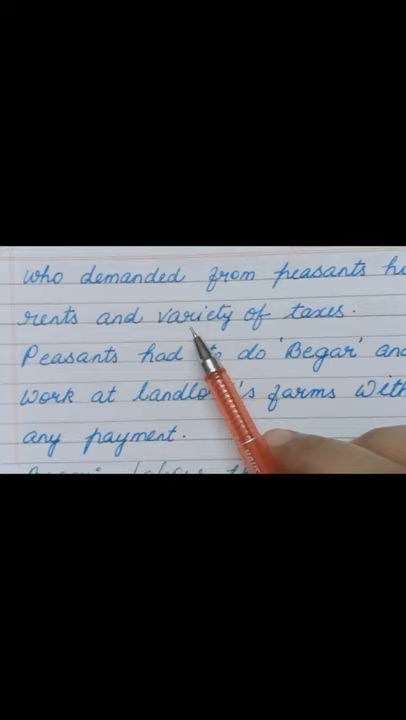 who demanded from peasants
rents and variety of taxes.
Peasants had to do 'Begar' and
work at landlord's farms
any payment.